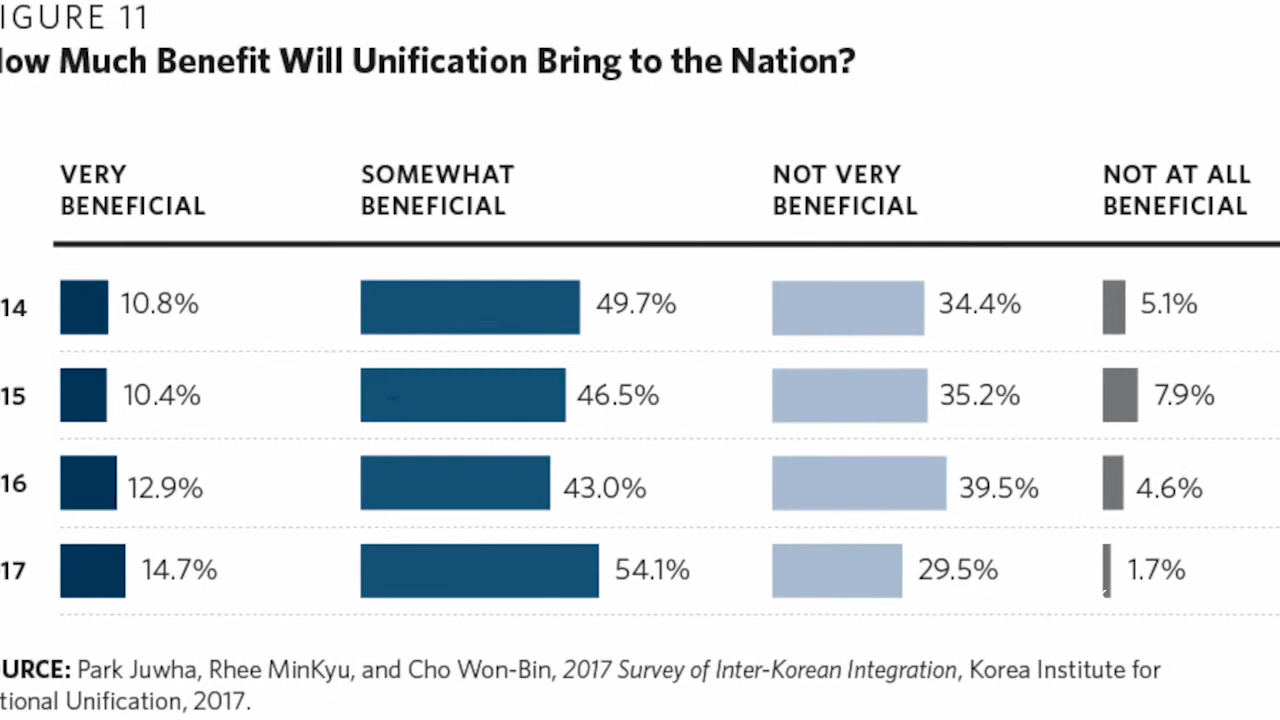 IGURE 11
low Much Benefit Will Unification Bring to the Nation?
VERY BENEFICIAL
SOMEWHAT BENEFICIAL
NOT VERY BENEFICIAL
NOT AT ALL BENEFICIAL
14 10.8% 49.7% 34.4% 5.1%
15 10.4% 46.5% 35.2% 7.9%
16 12.9% 43.0% 39.5% 4.6%
17 14.7% 54.1% 29.5% 1.7%
OURCE: Park Juwha, Rhee MinKyu, and Cho Won-Bin, 2017 Survey of Inter-Korean Integration, Korea Institute for
tional Unification, 2017.